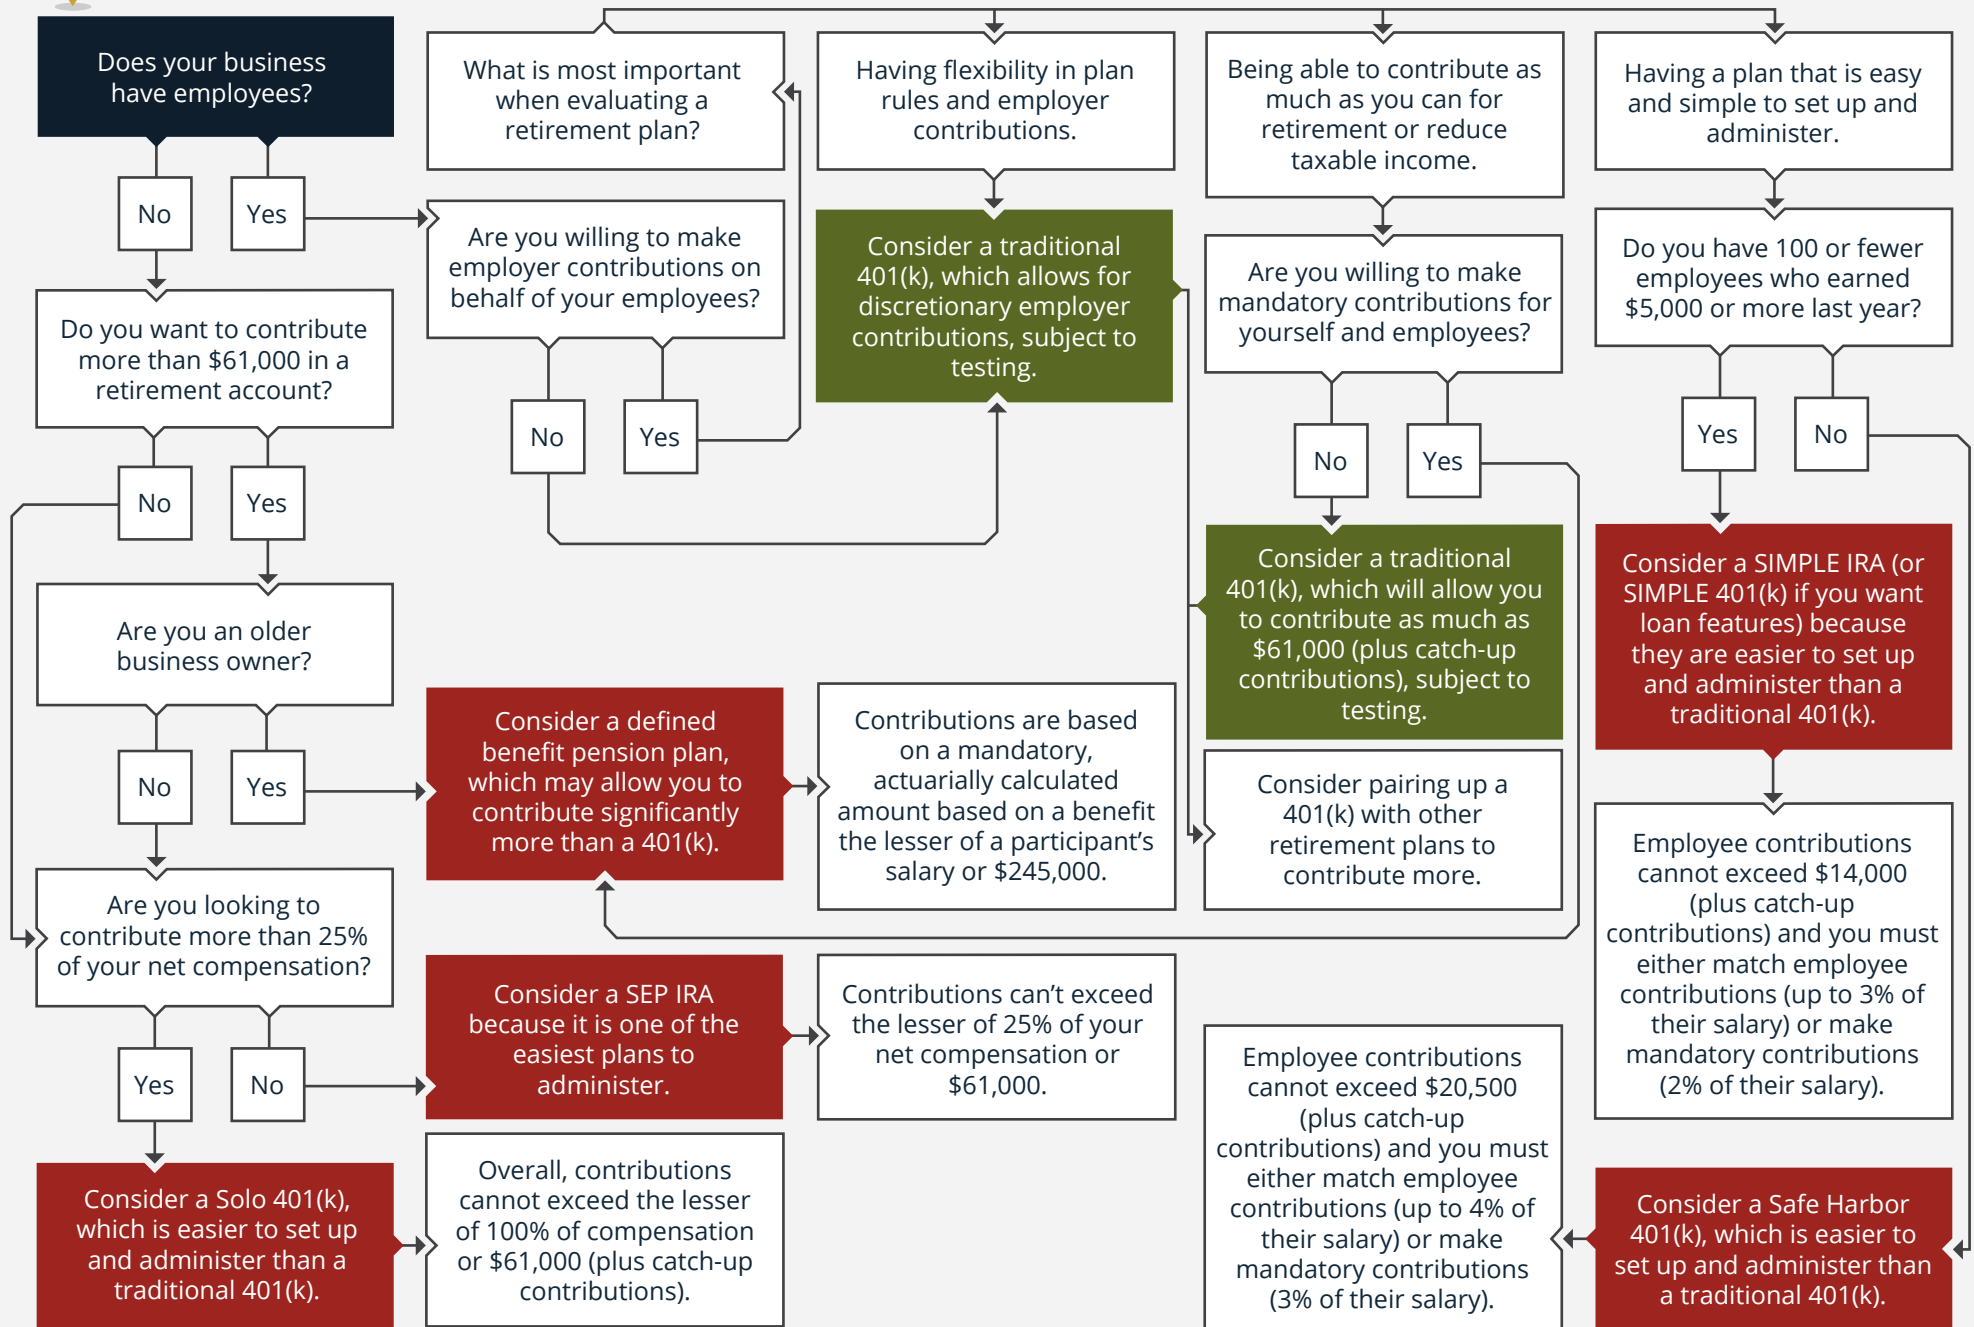 Does your business
have employees?
No
Yes
Do you want to contribute
more than $61,000 in a
retirement account?
No
Yes
Are you an older
business owner?
No
Yes
Are you looking to
contribute more than 25%
of your net compensation?
Yes
No
Consider a Solo 401(k),
which is easier to set up
and administer than a
traditional 401(k).
What is most important
when evaluating a
retirement plan?
Are you willing to make
employer contributions on
behalf of your employees?
No
Yes
Consider a defined
benefit pension plan,
which may allow you to
contribute significantly
more than a 401(k).
Consider a SEP IRA
because it is one of the
easiest plans to
administer.
Overall, contributions
cannot exceed the lesser
of 100% of compensation
or $61,000 (plus catch-up
contributions).
Having flexibility in plan
rules and employer
contributions.
Consider a traditional
401(k), which allows for
discretionary employer
contributions, subject to
testing.
Contributions are based
on a mandatory,
actuarially calculated
amount based on a benefit
the lesser of a participant's
salary or $245,000.
Contributions can't exceed
the lesser of 25% of your
net compensation or
$61,000.
Being able to contribute as
much as you can for
retirement or reduce
taxable income.
Are you willing to make
mandatory contributions for
yourself and employees?
No
Yes
Consider a traditional
401(k), which will allow you
to contribute as much as
$61,000 (plus catch-up
contributions), subject to
testing.
Consider pairing up a
401(k) with other
retirement plans to
contribute more.
Employee contributions
cannot exceed $20,500
(plus catch-up
contributions) and you must
either match employee
contributions (up to 4% of
their salary) or make
mandatory contributions
(3% of their salary).
Having a plan that is easy
and simple to set up and
administer.
Do you have 100 or fewer
employees who earned
$5,000 or more last year?
Yes
No
Consider a SIMPLE IRA (or
SIMPLE 401(k) if you want
loan features) because
they are easier to set up
and administer than a
traditional 401(k).
Employee contributions
cannot exceed $14,000
(plus catch-up
contributions) and you must
either match employee
contributions (up to 3% of
their salary) or make
mandatory contributions
(2% of their salary).
Consider a Safe Harbor
401(k), which is easier to
set up and administer than
a traditional 401(k).